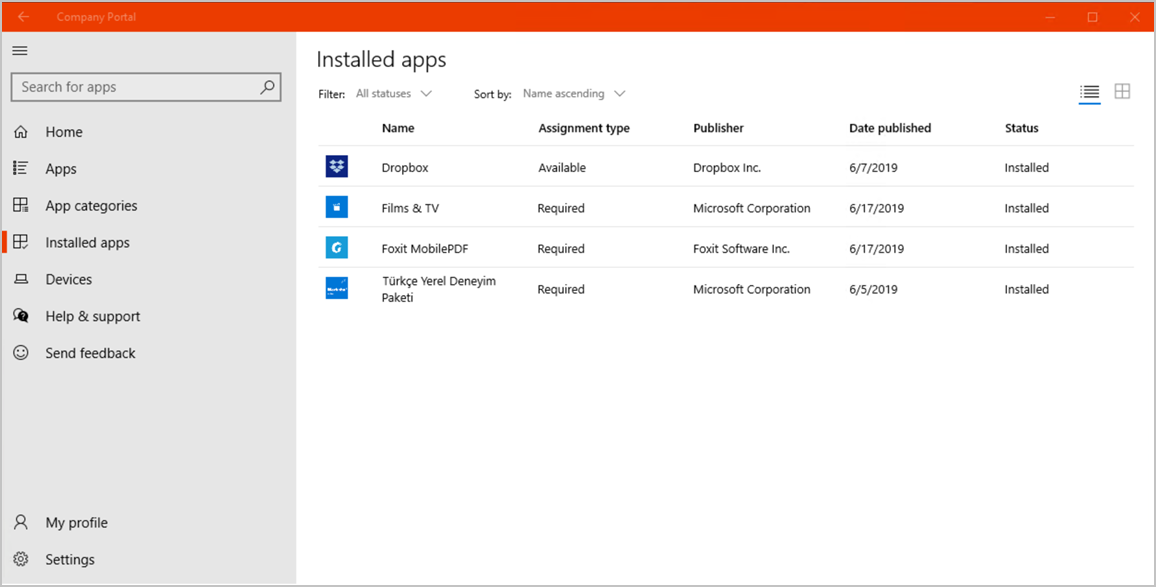 Company Portal
Search for apps
Home
Apps
App categories
Installed apps
Devices
Help & support
Send feedback
My profile
Settings
Installed apps
Filter: All statuses Sort by: Name ascending
Name Assignment type Publisher Date published Status
Dropbox Available Dropbox Inc. 6/7/2019 Installed
Films & TV Required Microsoft Corporation 6/17/2019 Installed
Foxit MobilePDF Required Foxit Software Inc. 6/17/2019 Installed
Türkçe Yerel Deneyim
Paketi Required Microsoft Corporation 6/5/2019 Installed